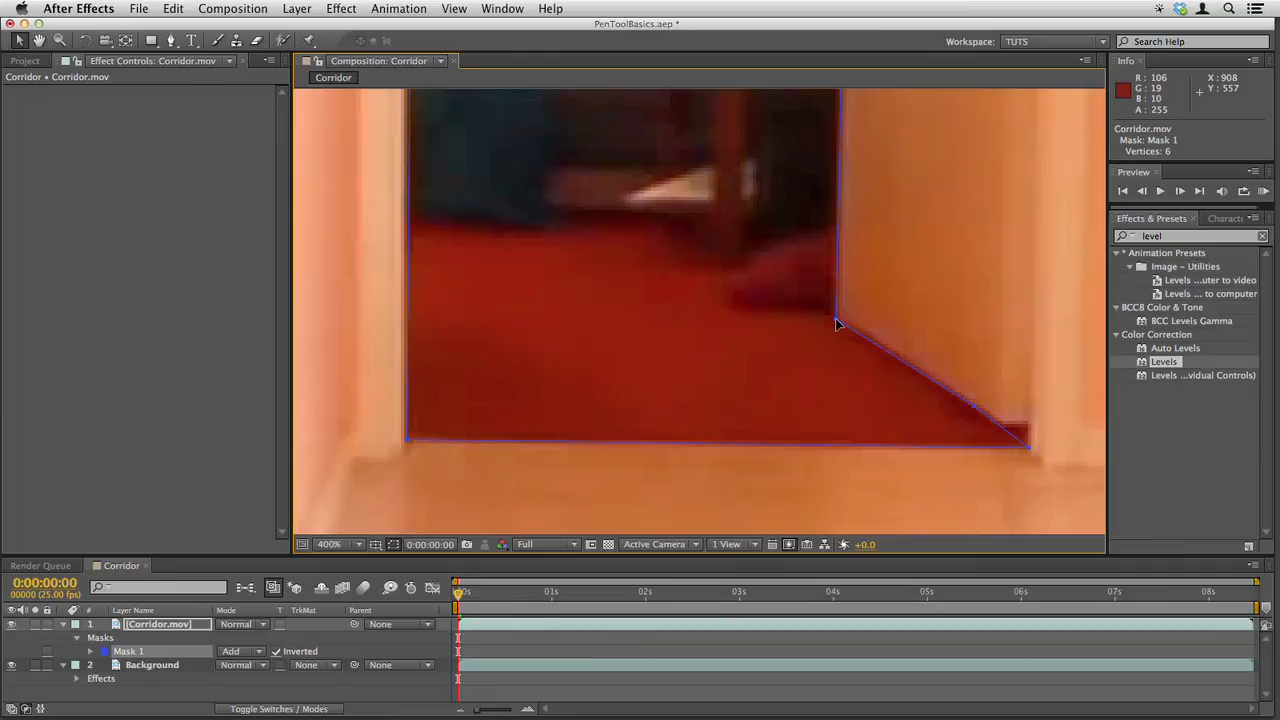 After Effects File Edit Composition Layer Effect Animation View Window Help
PenToolBasics.aep *
Workspace: TUTS Search Help
Project Effect Controls: Corridor.mov Composition: Corridor Info
Corridor • Corridor.mov
Corridor
R : 106 X : 908
G : 19 Y : 557
B : 10
A : 255
Corridor.mov
Mask: Mask 1
Vertices: 6
Preview
Effects & Presets Charact
level
* Animation Presets
Image – Utilities
Levels ...uter to video
Levels ... to computer
BCC8 Color & Tone
BCC Levels Gamma
Color Correction
Auto Levels
Levels
Levels ...vidual Controls)
400% 0:00:00:00 Full Active Camera 1 View +0.0
Render Queue Corridor
0:00:00:00
00000 (25.00 fps)
# Layer Name Mode T TrkMat Parent
00s 01s 02s 03s 04s 05s 06s 07s 08s
1 [Corridor.mov] Normal None
Masks
Mask 1 Add Inverted
2 Background Normal None None
Effects
Toggle Switches / Modes